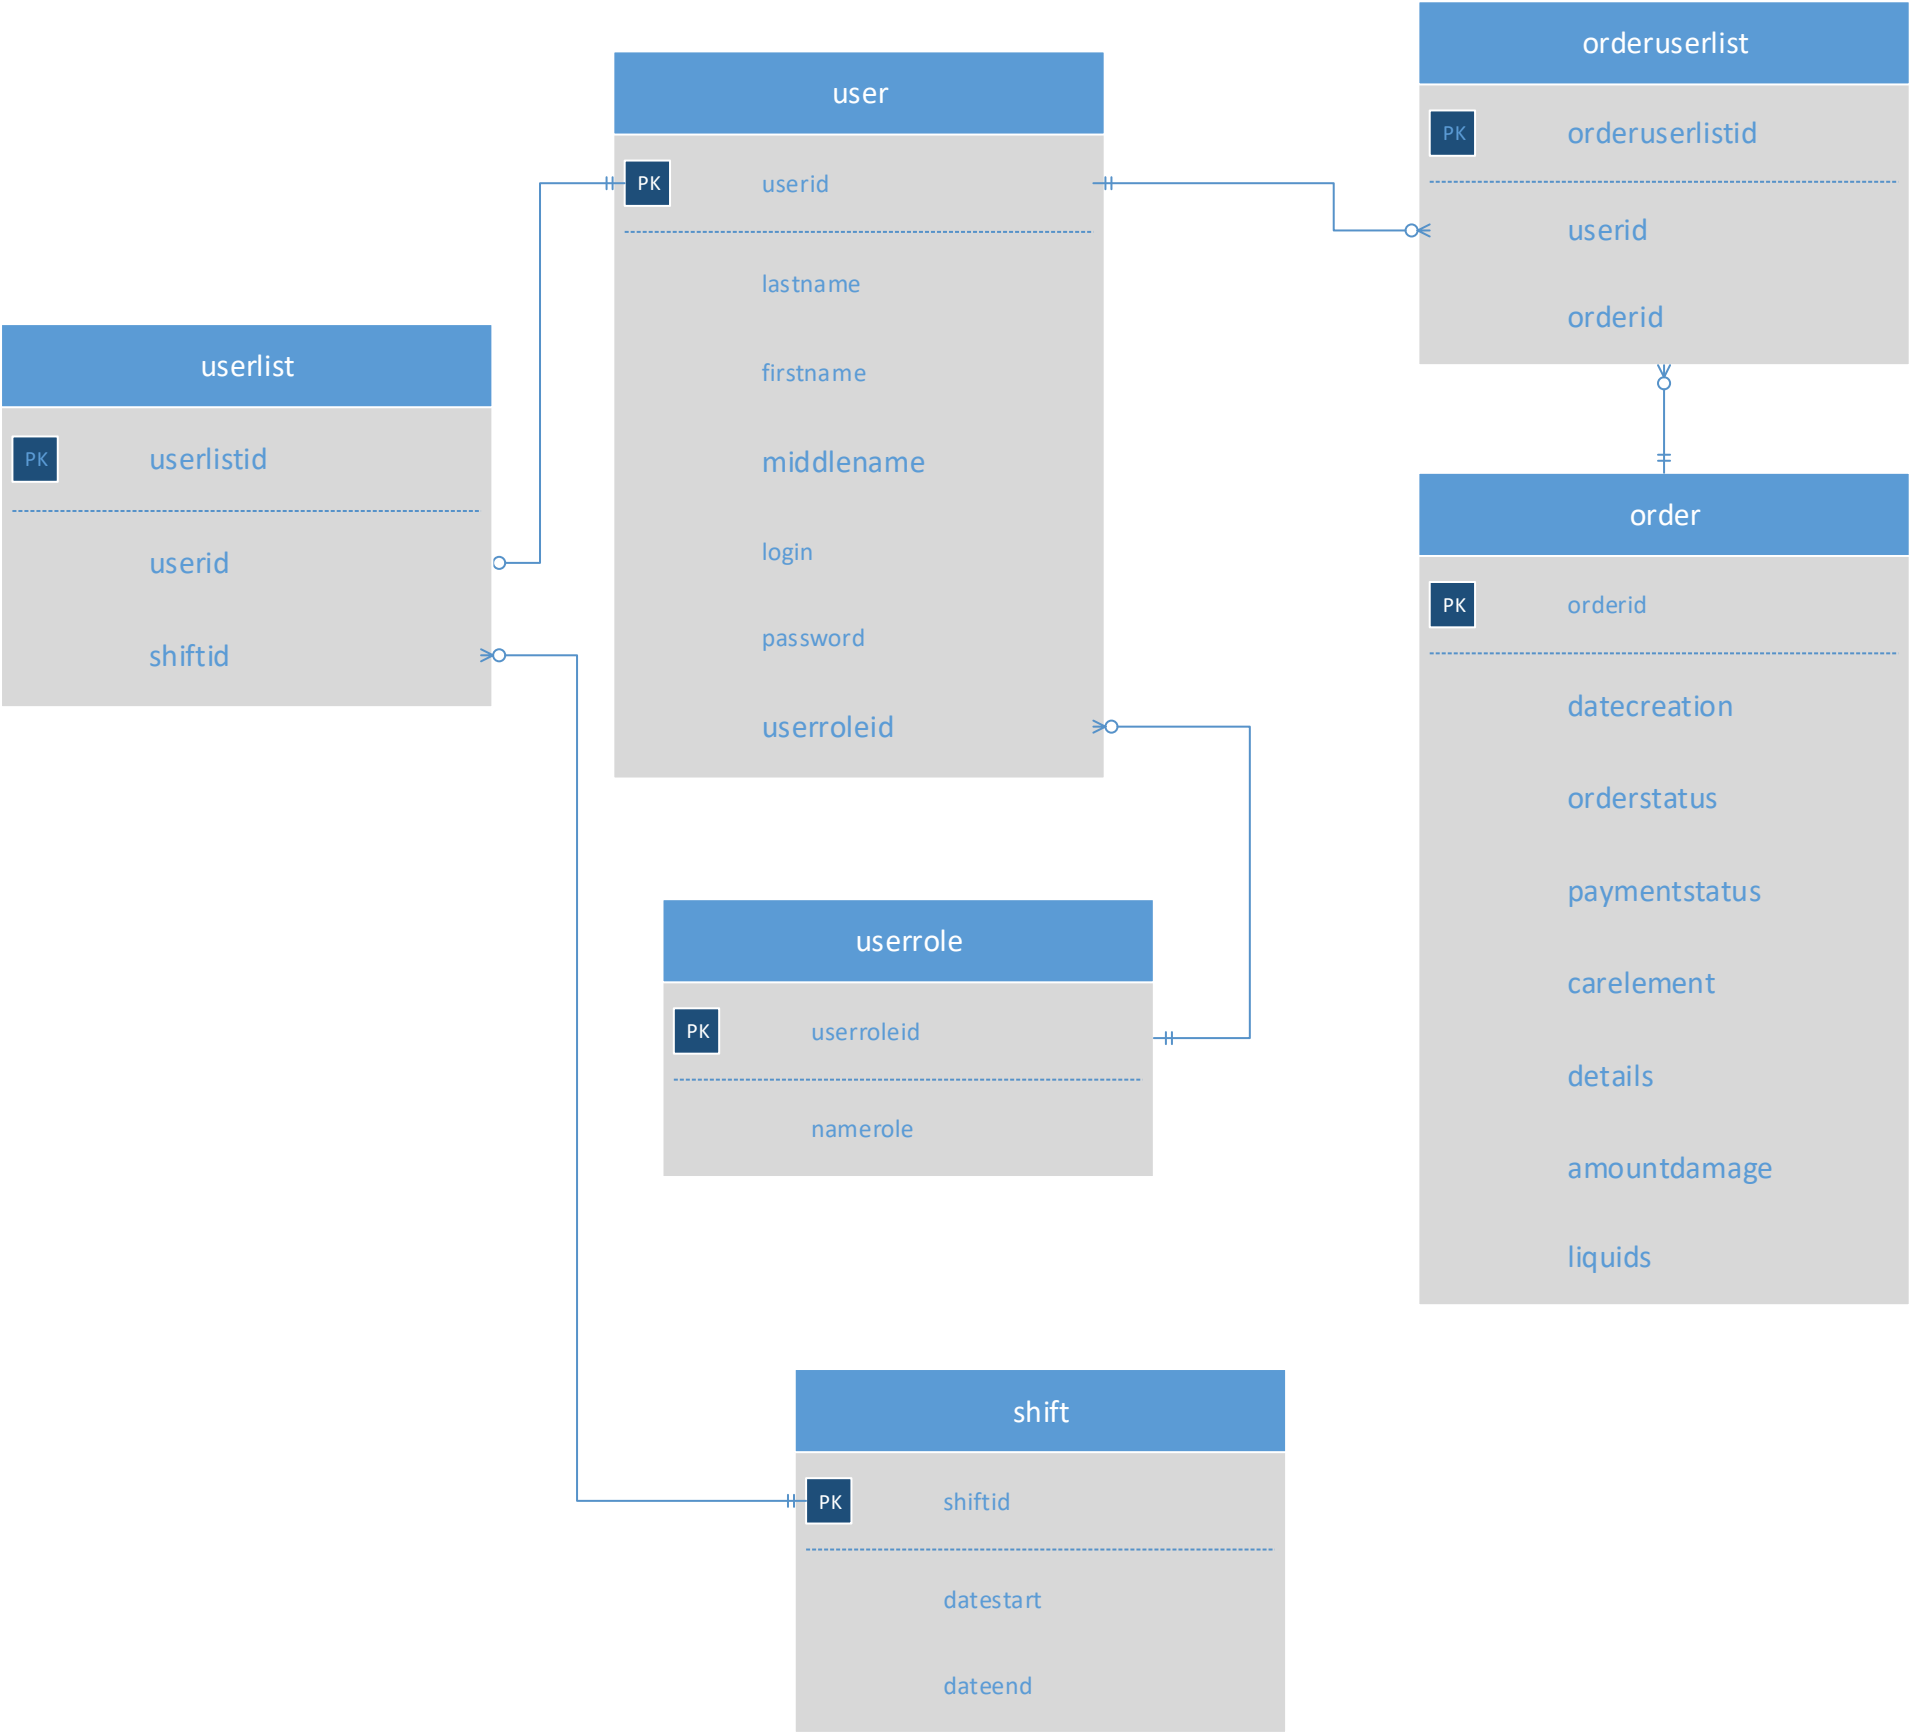 orderuserlist
PK orderuserlistid
userid
orderid
user
PK userid
lastname
firstname
middlename
login
password
userroleid
userlist
PK userlistid
userid
shiftid
order
PK orderid
datecreation
orderstatus
paymentstatus
carelement
details
amountdamage
liquids
userrole
PK userroleid
namerole
shift
PK shiftid
datestart
dateend